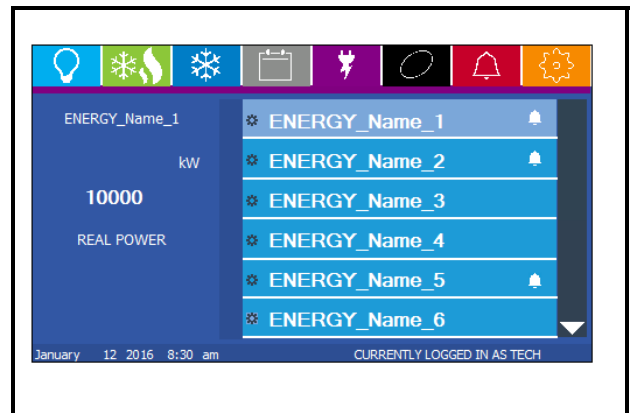 ENERGY_Name_1
kW
10000
REAL POWER
ENERGY_Name_1
ENERGY_Name_2
ENERGY_Name_3
ENERGY_Name_4
ENERGY_Name_5
ENERGY_Name_6
January 12 2016 8:30 am CURRENTLY LOGGED IN AS TECH